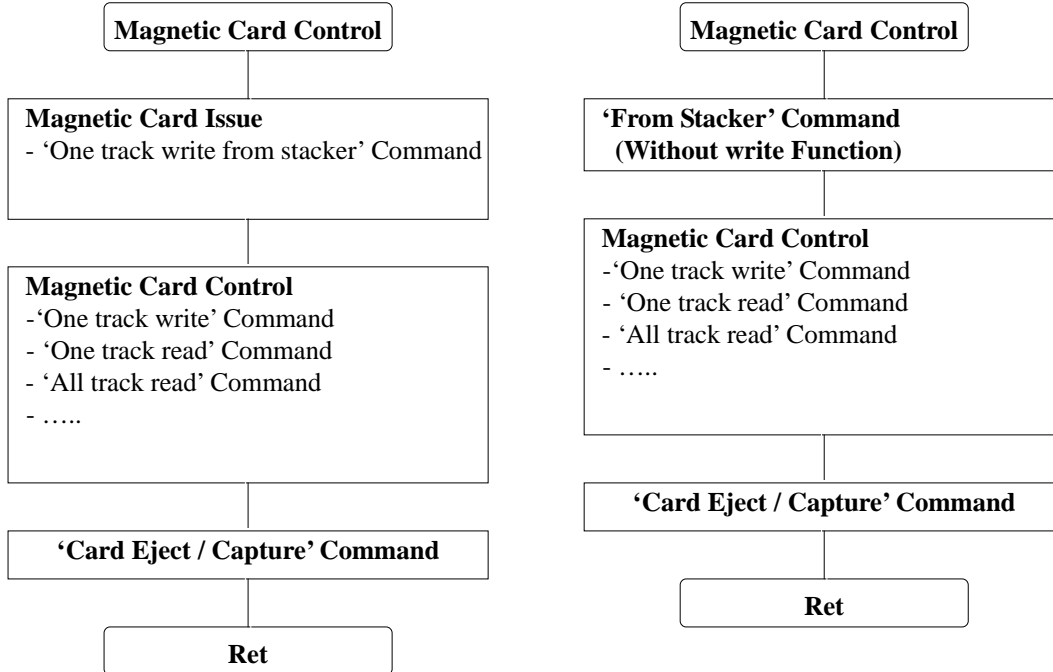 Magnetic Card Control
Magnetic Card Issue
- ‘One track write from stacker’ Command
Magnetic Card Control
-‘One track write’ Command
- ‘One track read’ Command
- ‘All track read’ Command
- …..
‘Card Eject / Capture’ Command
Ret
Magnetic Card Control
‘From Stacker’ Command
(Without write Function)
Magnetic Card Control
-‘One track write’ Command
- ‘One track read’ Command
- ‘All track read’ Command
- …..
‘Card Eject / Capture’ Command
Ret